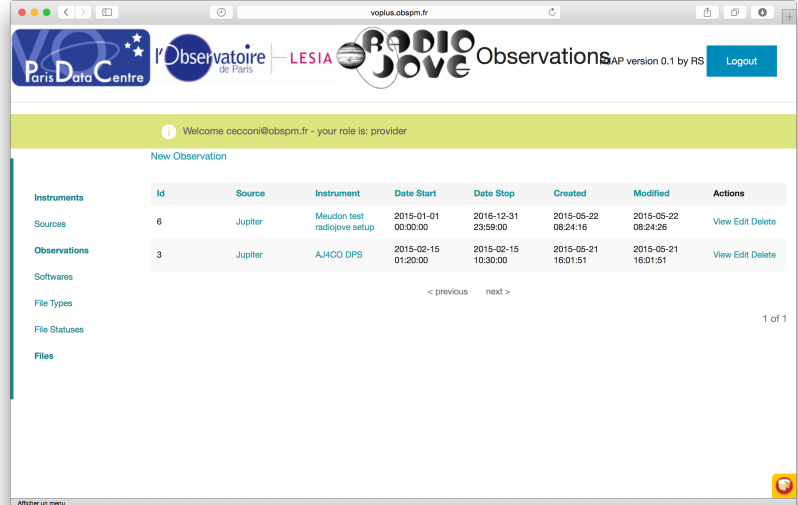 voplus.obspm.fr
VO
Paris Data Centre
l'Observatoire
de Paris
LESIA
RADIO
JOVE
Observations
AP version 0.1 by RS
Logout
Welcome cecconi@obspm.fr - your role is: provider
New Observation
Instruments
Sources
Observations
Softwares
File Types
File Statuses
Files
Id Source Instrument Date Start Date Stop Created Modified Actions
6 Jupiter Meudon test radiojove setup 2015-01-01 00:00:00 2016-12-31 23:59:00 2015-05-22 08:24:16 2015-05-22 08:24:26 View Edit Delete
3 Jupiter AJ4CO DPS 2015-02-15 01:20:00 2015-02-15 10:30:00 2015-05-21 16:01:51 2015-05-21 16:01:51 View Edit Delete
< previous next >
1 of 1
Afficher un menu